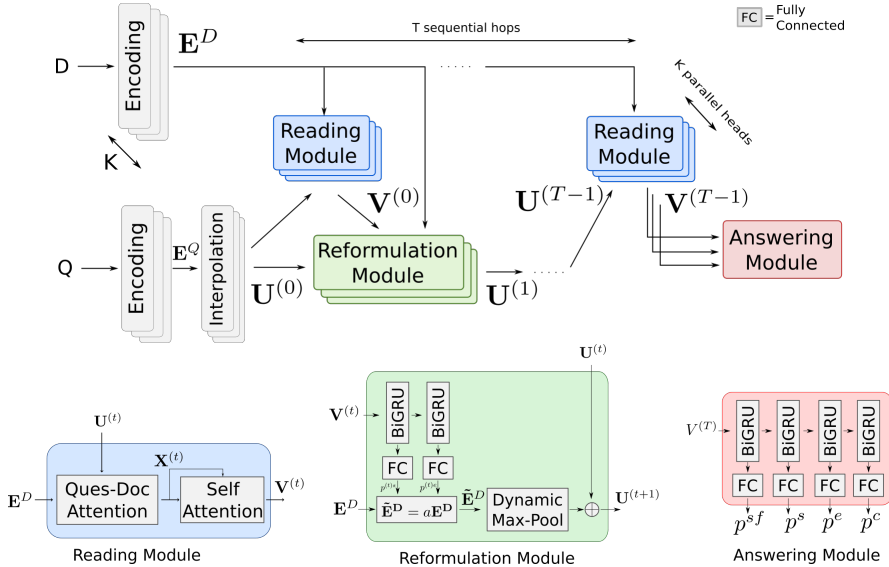 FC = Fully Connected
T sequential hops
D
Encoding
E^D
K
K parallel heads
Reading Module
V^(0)
Reading Module
U^(T−1)
V^(T−1)
Q
Encoding
E^Q
Interpolation
U^(0)
Reformulation Module
U^(1)
Answering Module
U^(t)
X^(t)
E^D
Ques-Doc Attention
Self Attention
V^(t)
Reading Module
U^(t)
V^(t)
BiGRU
BiGRU
FC
FC
p^(t)s
p^(t)e
E^D
Ẽ^D = aE^D
Ẽ^D
Dynamic Max-Pool
U^(t+1)
Reformulation Module
V^(T)
BiGRU
BiGRU
BiGRU
BiGRU
FC
FC
FC
FC
p^sf
p^s
p^e
p^c
Answering Module